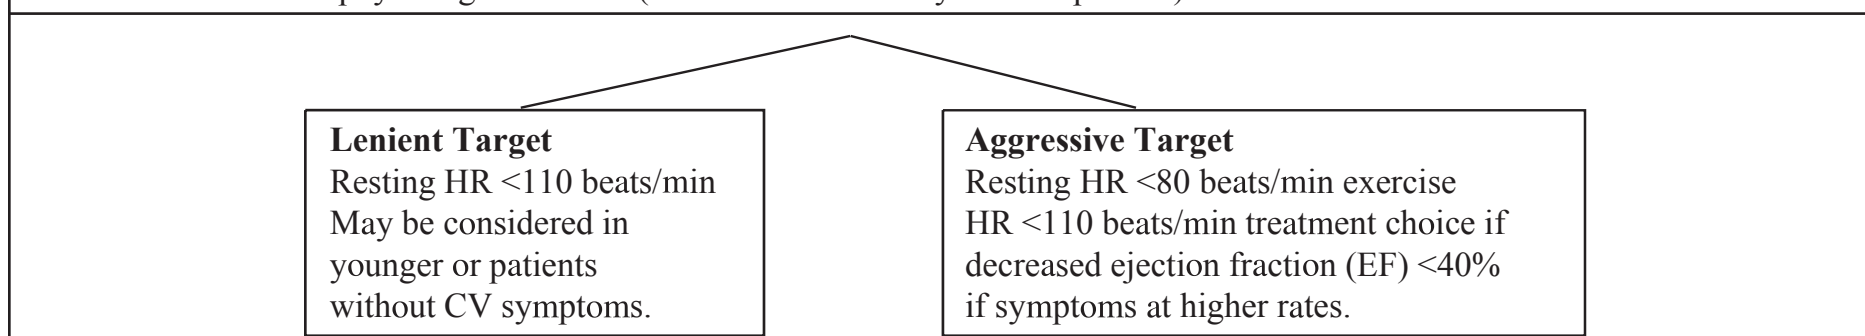 Lenient Target
Resting HR <110 beats/min
May be considered in
younger or patients
without CV symptoms.
Aggressive Target
Resting HR <80 beats/min exercise
HR <110 beats/min treatment choice if
decreased ejection fraction (EF) <40%
if symptoms at higher rates.